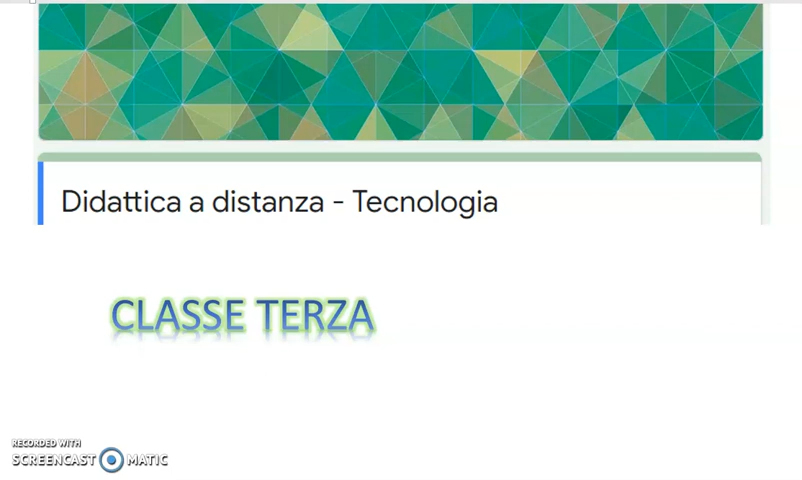 Didattica a distanza - Tecnologia
CLASSE TERZA
RECORDED WITH
SCREENCAST MATIC